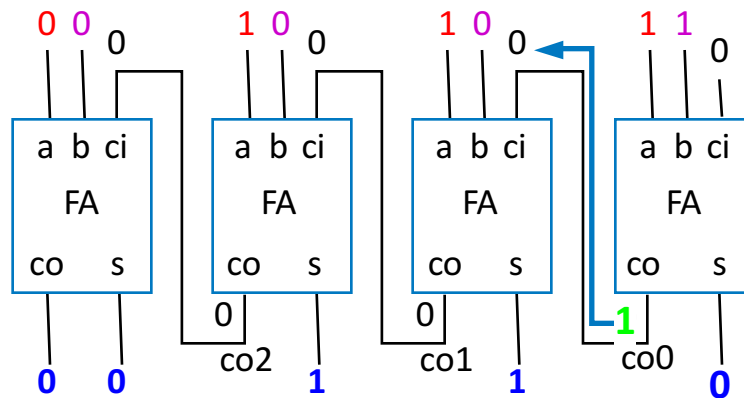 0 0 0 1 0 0 1 0 0 1 1 0
a b ci a b ci a b ci a b ci
FA FA FA FA
co s co s co s co s
0 0 1
co2 co1 co0
0 0 1 1 0